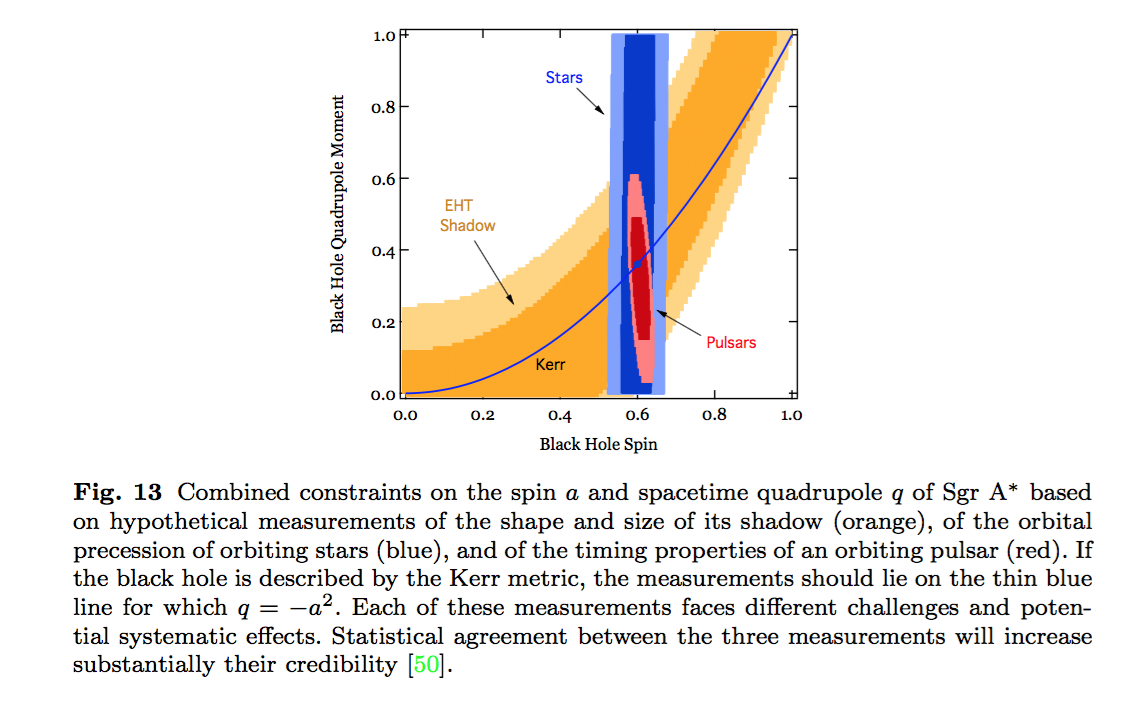 1.0
0.8
0.6
0.4
0.2
0.0
Black Hole Quadrupole Moment
Stars
EHT
Shadow
Pulsars
Kerr
0.0 0.2 0.4 0.6 0.8 1.0
Black Hole Spin
Fig. 13 Combined constraints on the spin a and spacetime quadrupole q of Sgr A* based
on hypothetical measurements of the shape and size of its shadow (orange), of the orbital
precession of orbiting stars (blue), and of the timing properties of an orbiting pulsar (red). If
the black hole is described by the Kerr metric, the measurements should lie on the thin blue
line for which q = −a². Each of these measurements faces different challenges and poten-
tial systematic effects. Statistical agreement between the three measurements will increase
substantially their credibility [50].